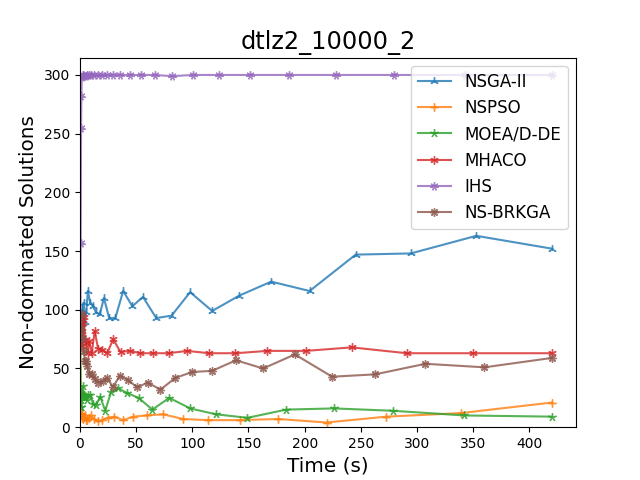 dtlz2_10000_2
Non-dominated Solutions
300
250
200
150
100
50
0
0 50 100 150 200 250 300 350 400
Time (s)
NSGA-II
NSPSO
MOEA/D-DE
MHACO
IHS
NS-BRKGA